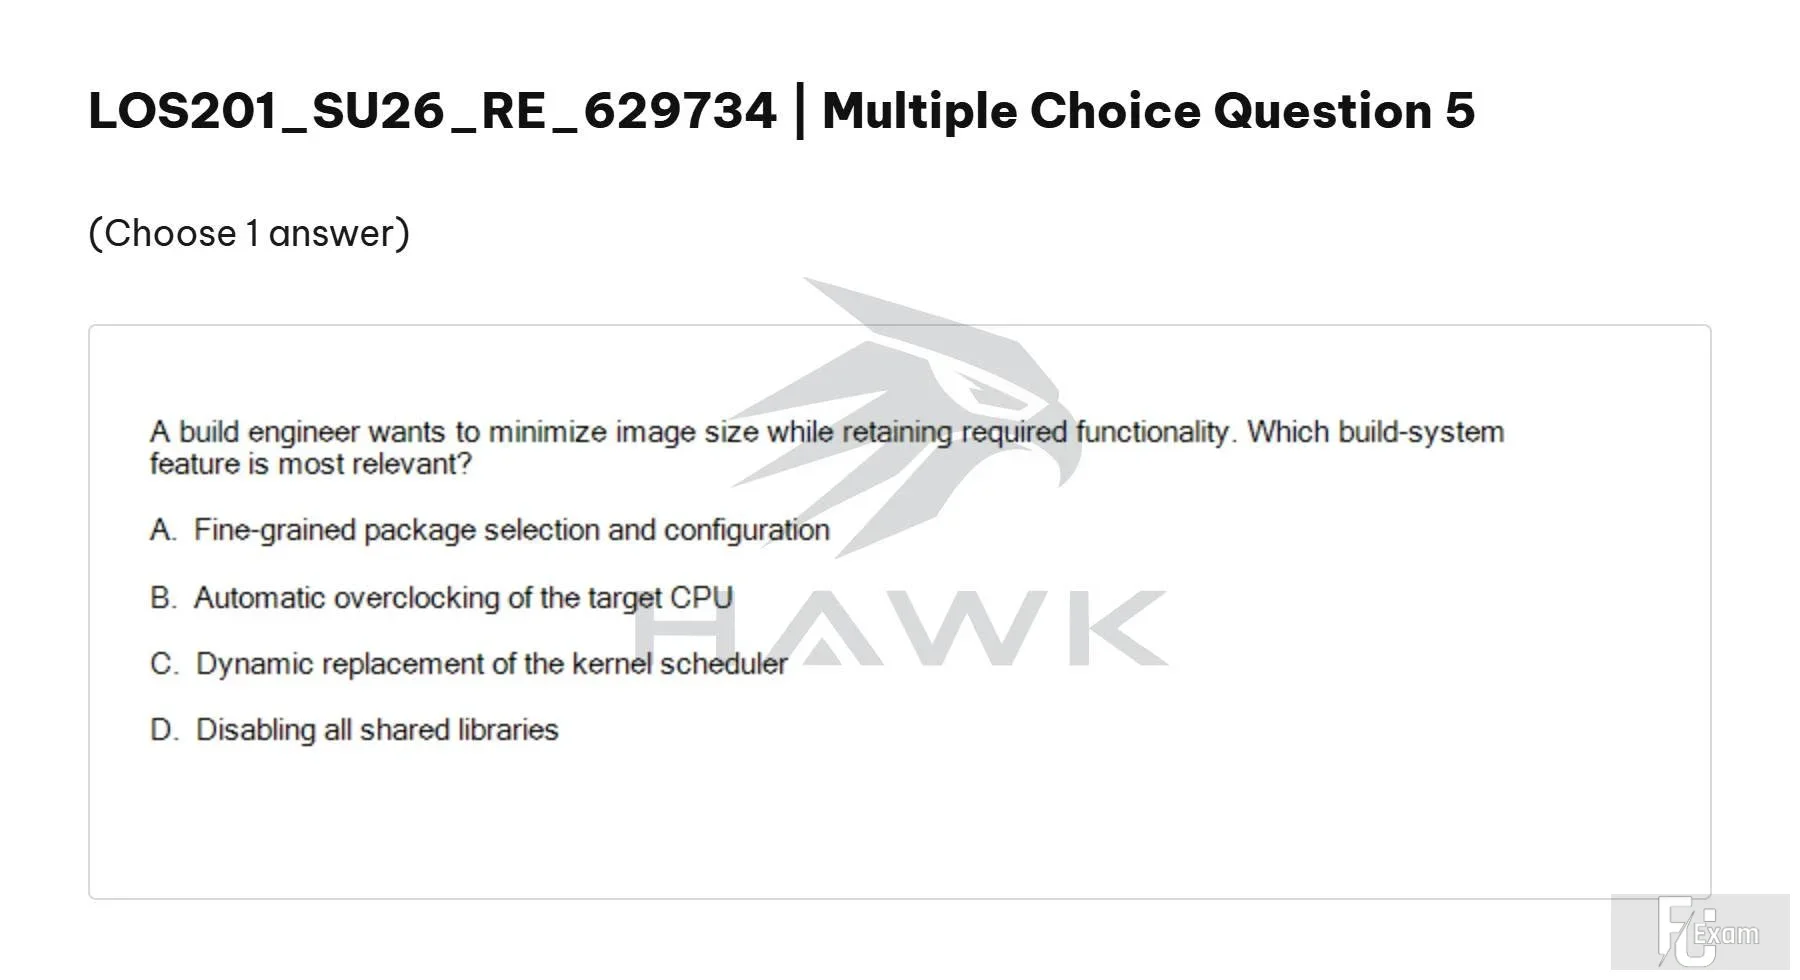 LOS201_SU26_RE_629734 | Multiple Choice Question 5
(Choose 1 answer)
A build engineer wants to minimize image size while retaining required functionality. Which build-system
feature is most relevant?
A. Fine-grained package selection and configuration
B. Automatic overclocking of the target CPU
C. Dynamic replacement of the kernel scheduler
D. Disabling all shared libraries
HAWK
FU Exam